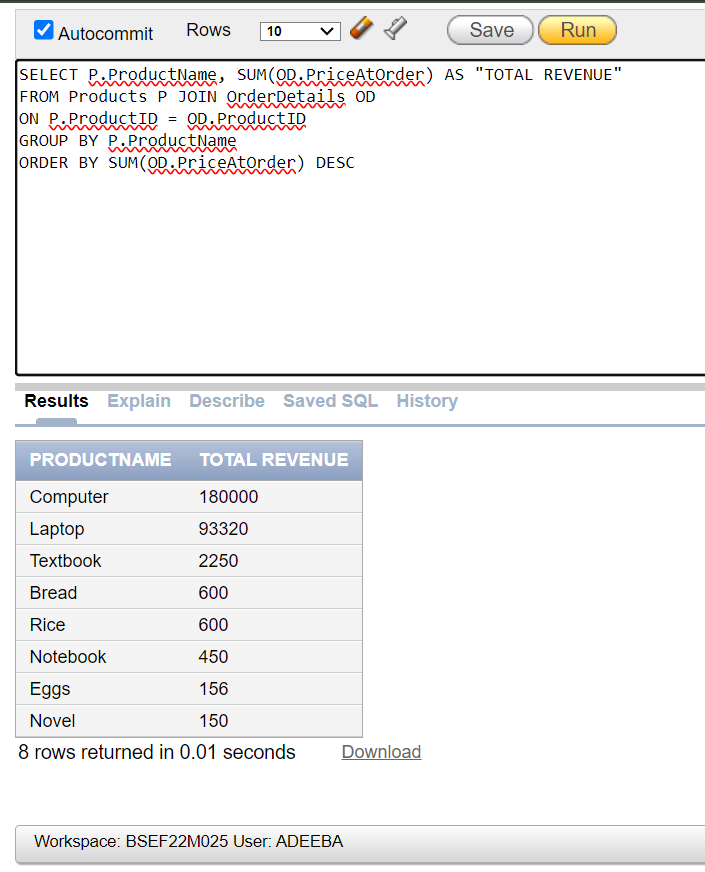 Autocommit Rows 10 Save Run
SELECT P.ProductName, SUM(OD.PriceAtOrder) AS "TOTAL REVENUE"
FROM Products P JOIN OrderDetails OD
ON P.ProductID = OD.ProductID
GROUP BY P.ProductName
ORDER BY SUM(OD.PriceAtOrder) DESC
Results Explain Describe Saved SQL History
PRODUCTNAME TOTAL REVENUE
Computer 180000
Laptop 93320
Textbook 2250
Bread 600
Rice 600
Notebook 450
Eggs 156
Novel 150
8 rows returned in 0.01 seconds Download
Workspace: BSEF22M025 User: ADEEBA